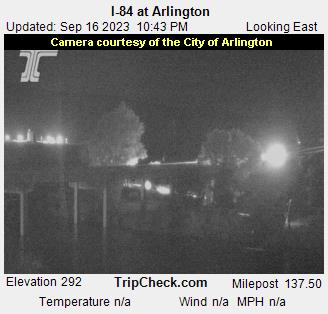 I-84 at Arlington
Updated: Sep 16 2023 10:43 PM Looking East
Camera courtesy of the City of Arlington
Elevation 292 TripCheck.com Milepost 137.50
Temperature n/a Wind n/a MPH n/a